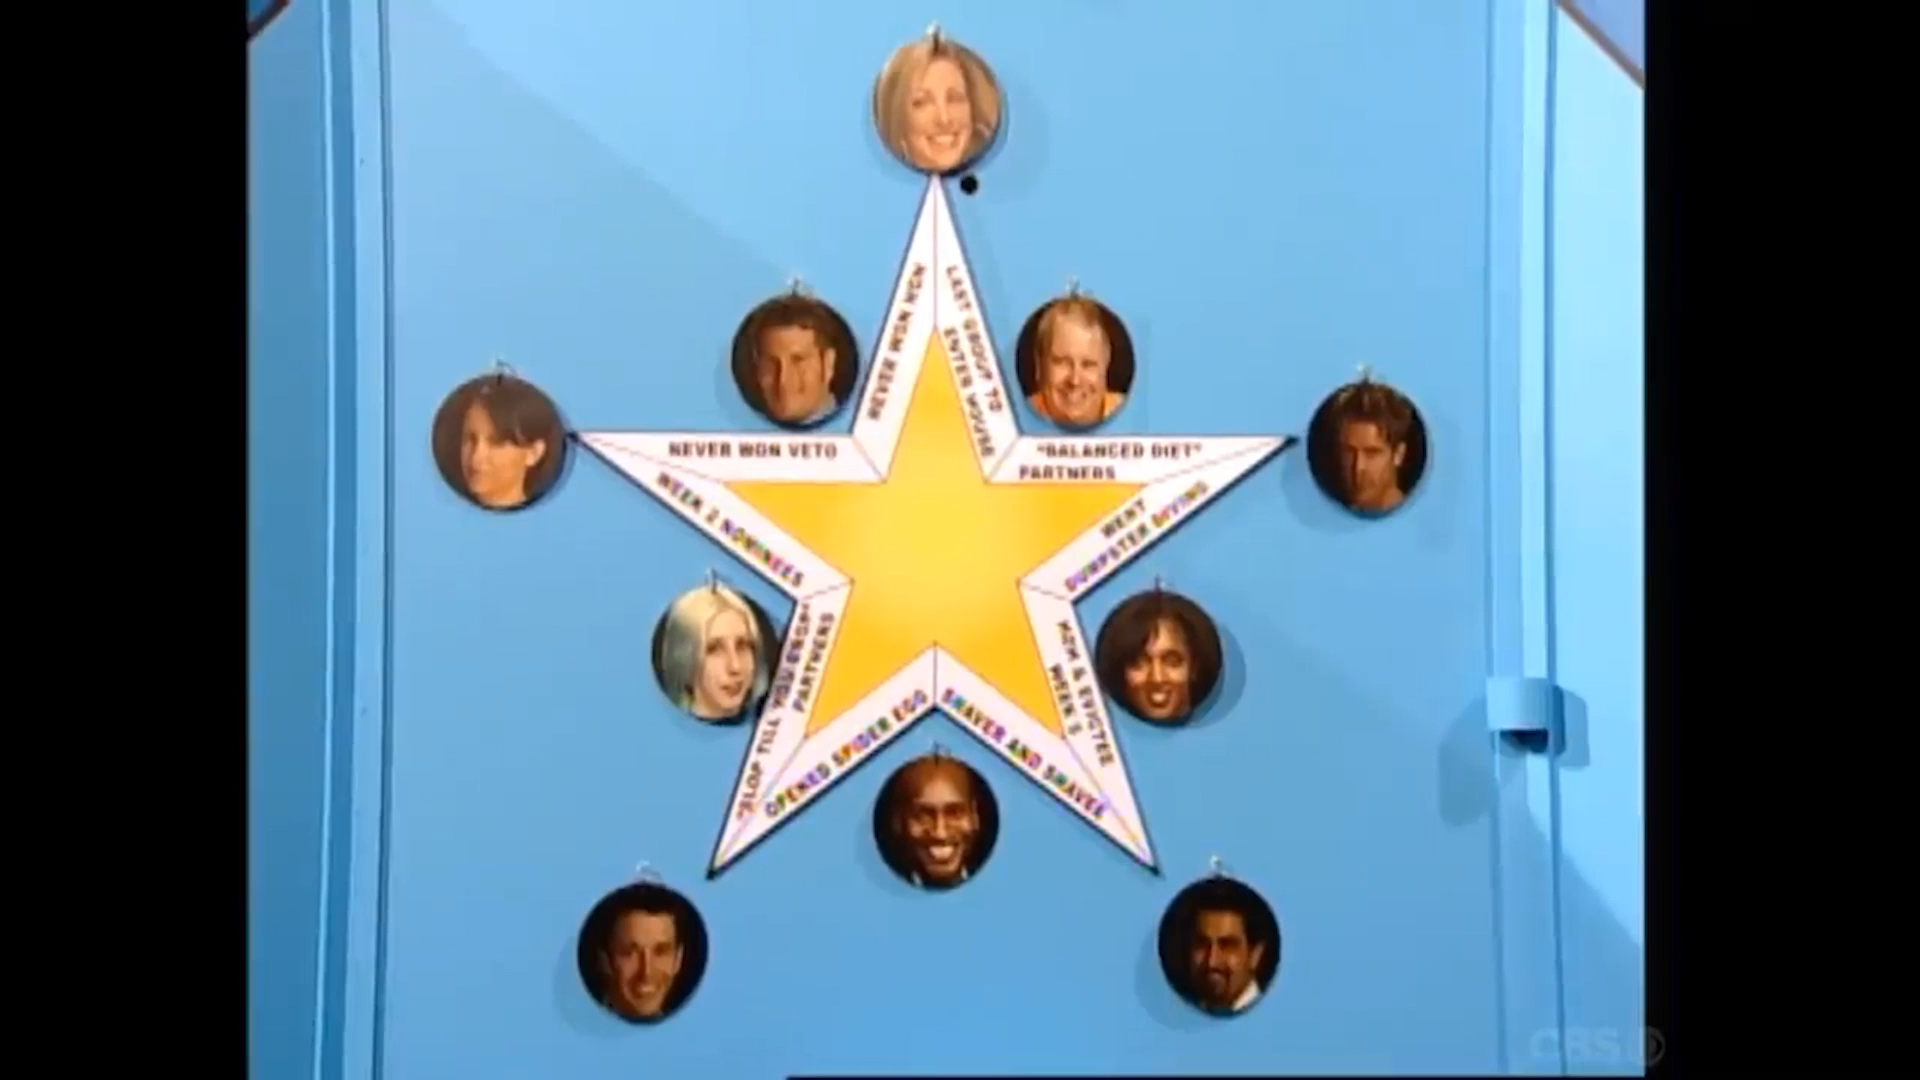 NEVER WON HOH
LAST GROUP TO
ENTER HOUSE
NEVER WON VETO
"BALANCED DIET"
PARTNERS
WEEK 2 NOMINEES
WENT
DUMPSTER DIVING
"SLOP TILL YOU DROP"
PARTNERS
HOH & EVICTEE
WEEK 5
OPENED SPIDER EGG
SHAVER AND SHAVEE
CBS